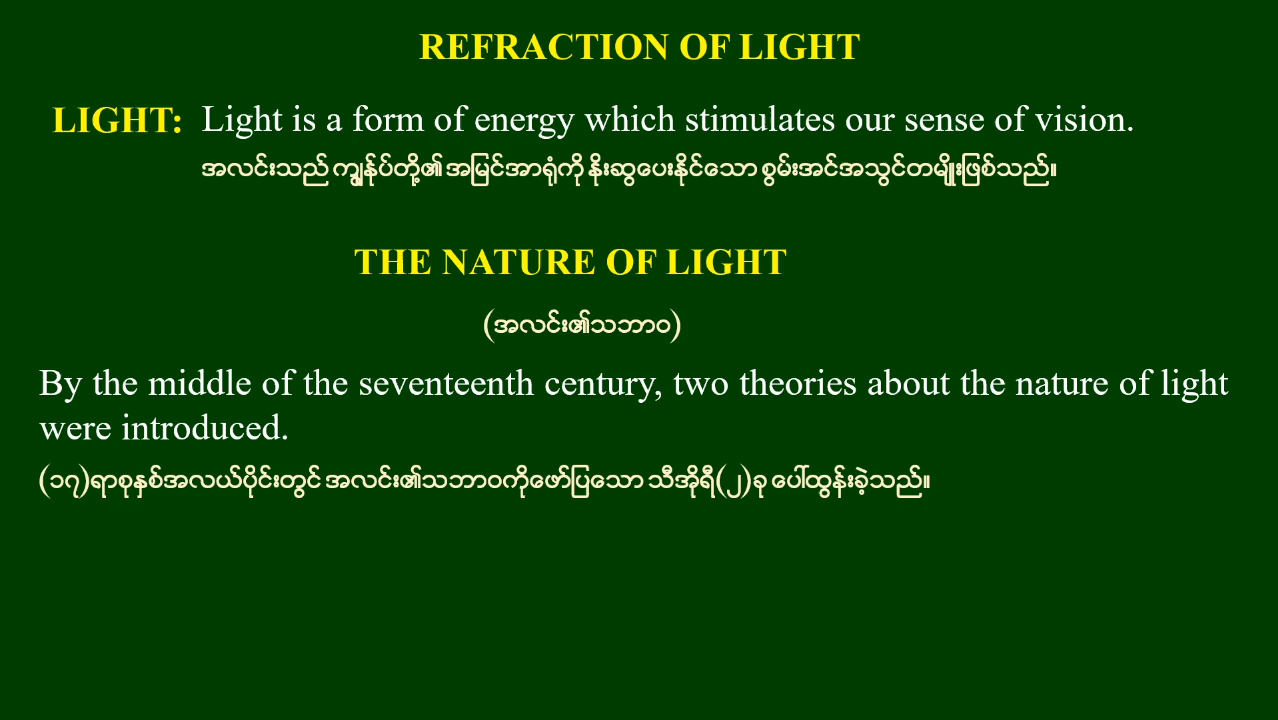 REFRACTION OF LIGHT
LIGHT: Light is a form of energy which stimulates our sense of vision.
အလင်းသည် ကျွန်ုပ်တို့၏ အမြင်အာရုံကို နိုးဆွပေးနိုင်သော စွမ်းအင်အသွင်တမျိုးဖြစ်သည်။
THE NATURE OF LIGHT
(အလင်း၏သဘာဝ)
By the middle of the seventeenth century, two theories about the nature of light
were introduced.
(၁၇)ရာစုနှစ်အလယ်ပိုင်းတွင် အလင်း၏သဘာဝကိုဖော်ပြသော သီအိုရီ(၂)ခု ပေါ်ထွန်းခဲ့သည်။